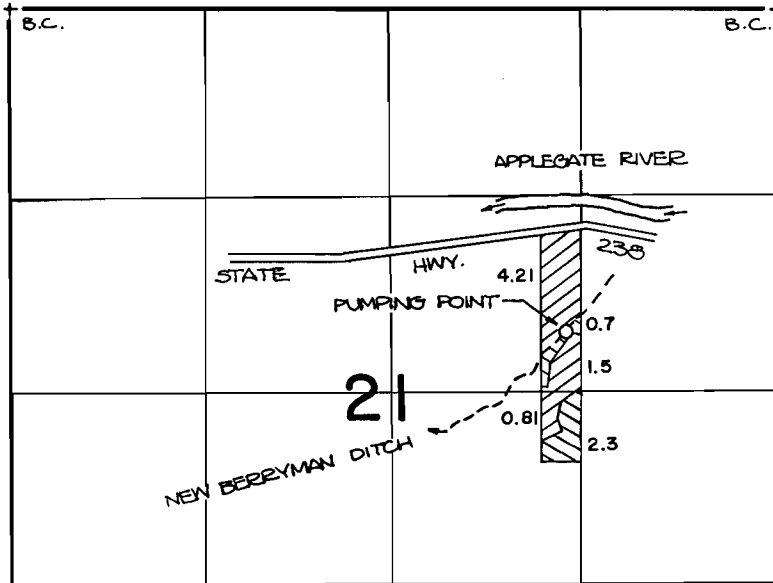 B.C.
B.C.
APPLEGATE RIVER
STATE
HWY.
238
4.21
PUMPING POINT
0.7
1.5
21
0.81
2.3
NEW BERRYMAN DITCH